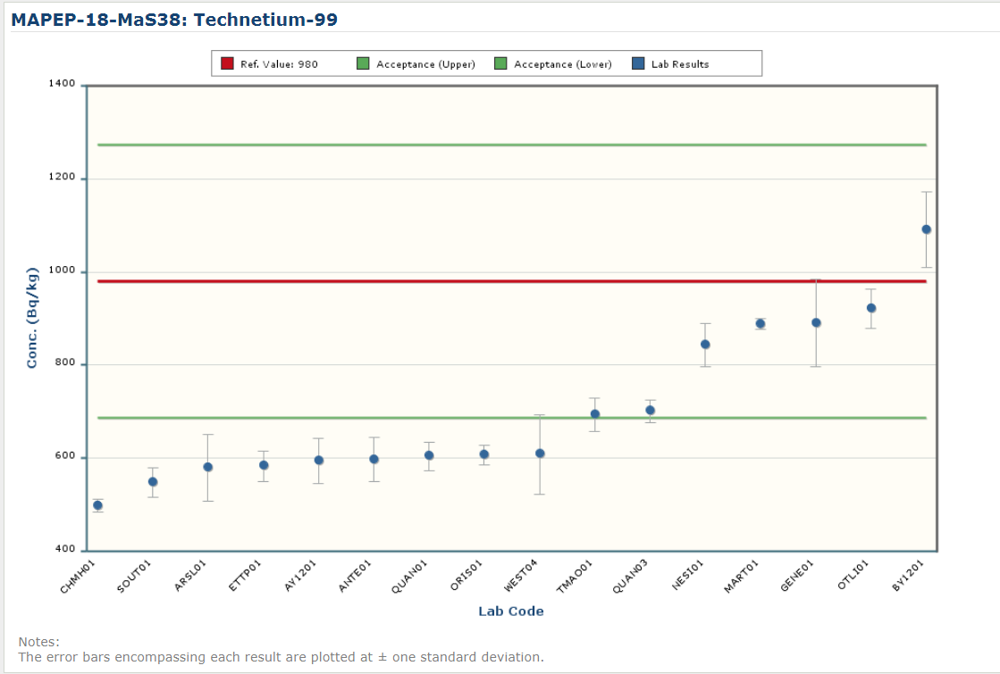 MAPEP-18-MaS38: Technetium-99
Ref. Value: 980 Acceptance (Upper) Acceptance (Lower) Lab Results
1400
1200
1000
800
600
400
Conc. (Bq/kg)
CHMH01 SOUT01 ARSL01 ETTP01 AY1201 ANTE01 QUAN01 ORIS01 WEST04 TMAO01 QUAN03 NESI01 MART01 GENE01 OTLI01 BY1201
Lab Code
Notes:
The error bars encompassing each result are plotted at ± one standard deviation.